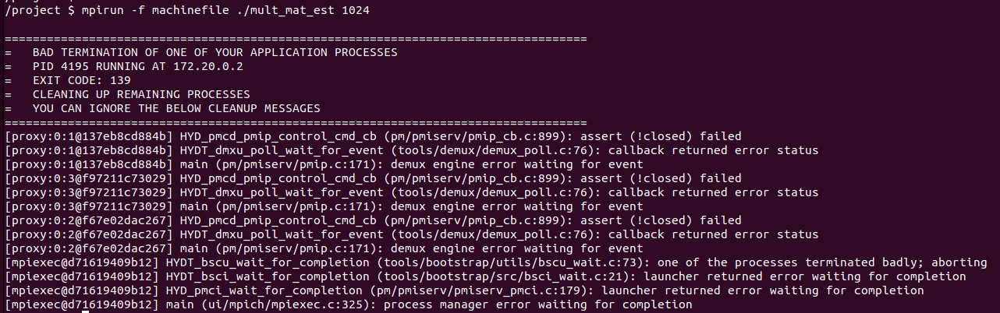 /project $ mpirun -f machinefile ./mult_mat_est 1024
===================================================================================
=   BAD TERMINATION OF ONE OF YOUR APPLICATION PROCESSES
=   PID 4195 RUNNING AT 172.20.0.2
=   EXIT CODE: 139
=   CLEANING UP REMAINING PROCESSES
=   YOU CAN IGNORE THE BELOW CLEANUP MESSAGES
===================================================================================
[proxy:0:1@137eb8cd884b] HYD_pmcd_pmip_control_cmd_cb (pm/pmiserv/pmip_cb.c:899): assert (!closed) failed
[proxy:0:1@137eb8cd884b] HYDT_dmxu_poll_wait_for_event (tools/demux/demux_poll.c:76): callback returned error status
[proxy:0:1@137eb8cd884b] main (pm/pmiserv/pmip.c:171): demux engine error waiting for event
[proxy:0:3@f97211c73029] HYD_pmcd_pmip_control_cmd_cb (pm/pmiserv/pmip_cb.c:899): assert (!closed) failed
[proxy:0:3@f97211c73029] HYDT_dmxu_poll_wait_for_event (tools/demux/demux_poll.c:76): callback returned error status
[proxy:0:3@f97211c73029] main (pm/pmiserv/pmip.c:171): demux engine error waiting for event
[proxy:0:2@f67e02dac267] HYD_pmcd_pmip_control_cmd_cb (pm/pmiserv/pmip_cb.c:899): assert (!closed) failed
[proxy:0:2@f67e02dac267] HYDT_dmxu_poll_wait_for_event (tools/demux/demux_poll.c:76): callback returned error status
[proxy:0:2@f67e02dac267] main (pm/pmiserv/pmip.c:171): demux engine error waiting for event
[mpiexec@d71619409b12] HYDT_bscu_wait_for_completion (tools/bootstrap/utils/bscu_wait.c:73): one of the processes terminated badly; aborting
[mpiexec@d71619409b12] HYDT_bsci_wait_for_completion (tools/bootstrap/src/bsci_wait.c:21): launcher returned error waiting for completion
[mpiexec@d71619409b12] HYD_pmci_wait_for_completion (pm/pmiserv/pmiserv_pmci.c:179): launcher returned error waiting for completion
[mpiexec@d71619409b12] main (ui/mpich/mpiexec.c:325): process manager error waiting for completion